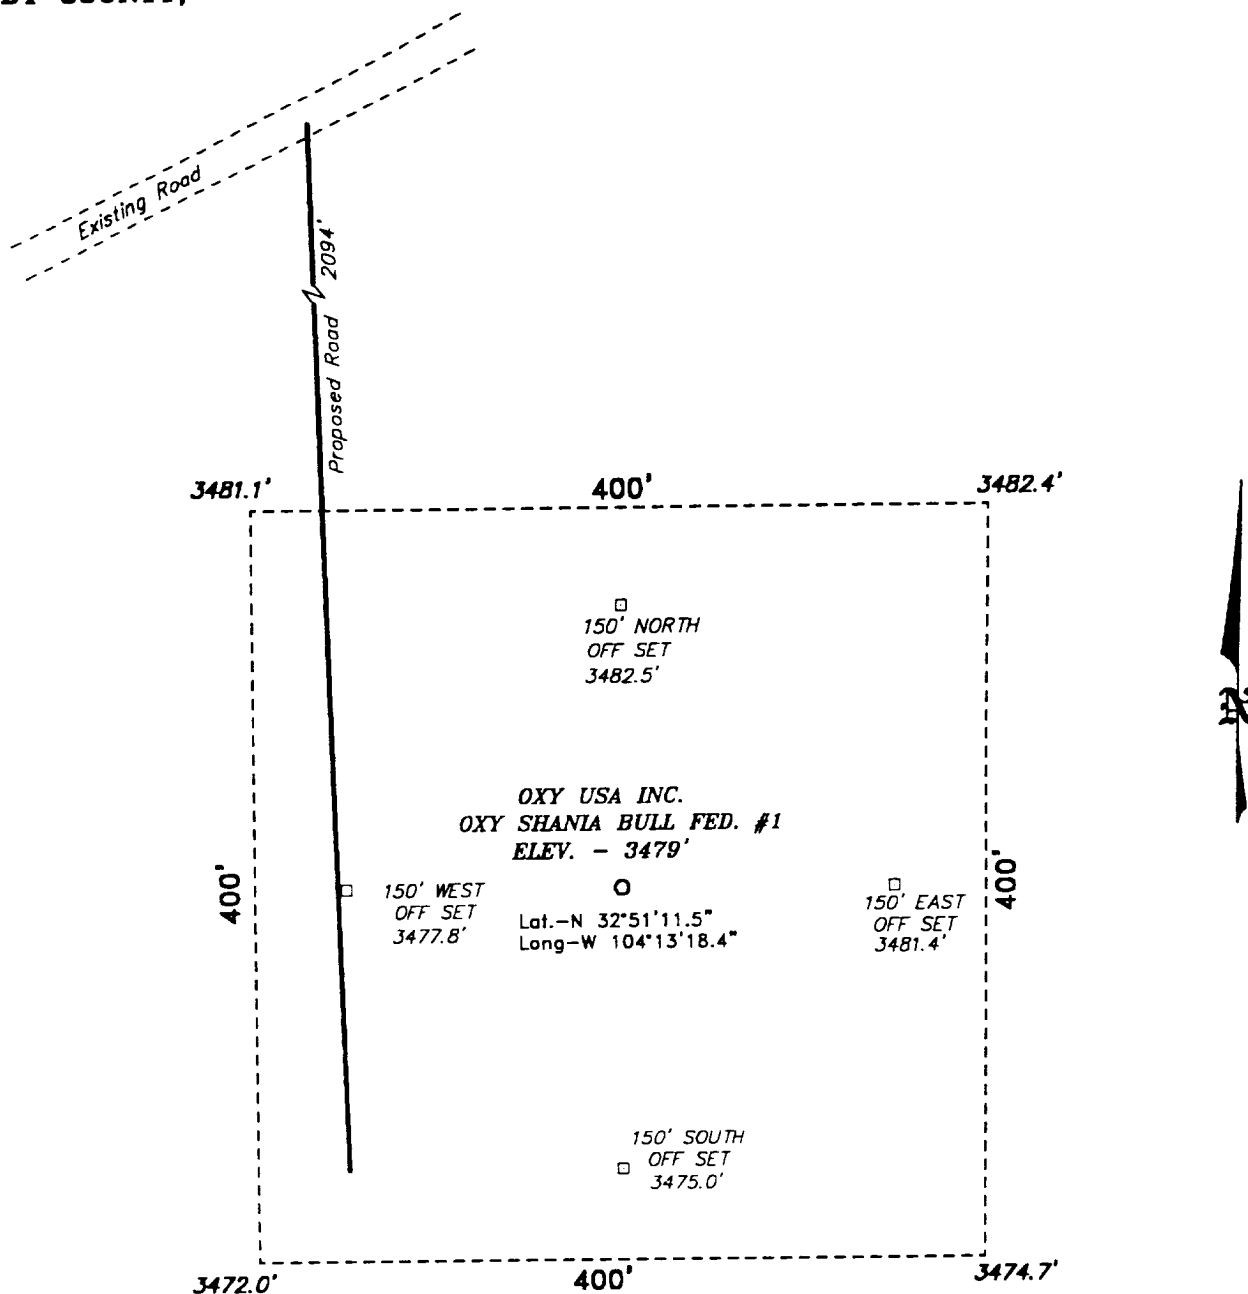 Existing Road
Proposed Road 2094'
3481.1'
400'
3482.4'
150' NORTH
OFF SET
3482.5'
OXY USA INC.
OXY SHANIA BULL FED. #1
ELEV. - 3479'
400'
150' WEST
OFF SET
3477.8'
Lat.-N 32°51'11.5"
Long-W 104°13'18.4"
150' EAST
OFF SET
3481.4'
400'
150' SOUTH
OFF SET
3475.0'
3472.0'
400'
3474.7'